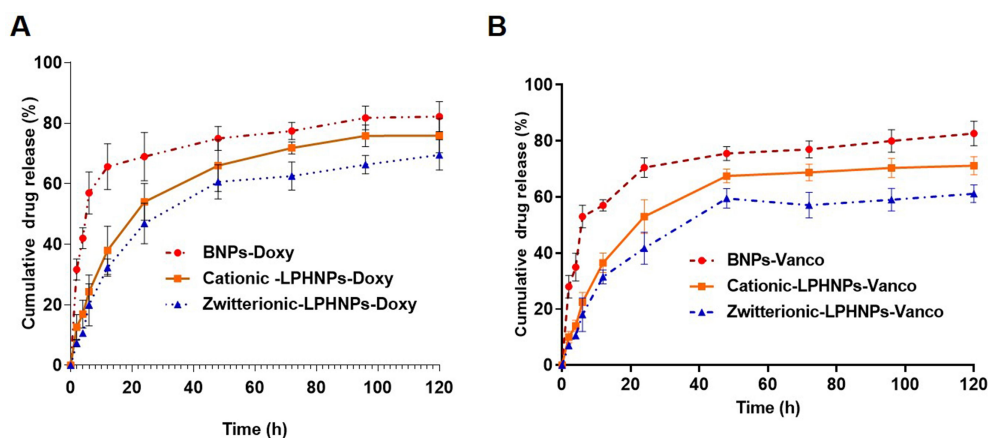 A
Cumulative drug release (%)
100
80
60
40
20
0
BNPs-Doxy
Cationic -LPHNPs-Doxy
Zwitterionic-LPHNPs-Doxy
0 20 40 60 80 100 120
Time (h)
B
Cumulative drug release (%)
100
80
60
40
20
0
BNPs-Vanco
Cationic-LPHNPs-Vanco
Zwitterionic-LPHNPs-Vanco
0 20 40 60 80 100 120
Time (h)